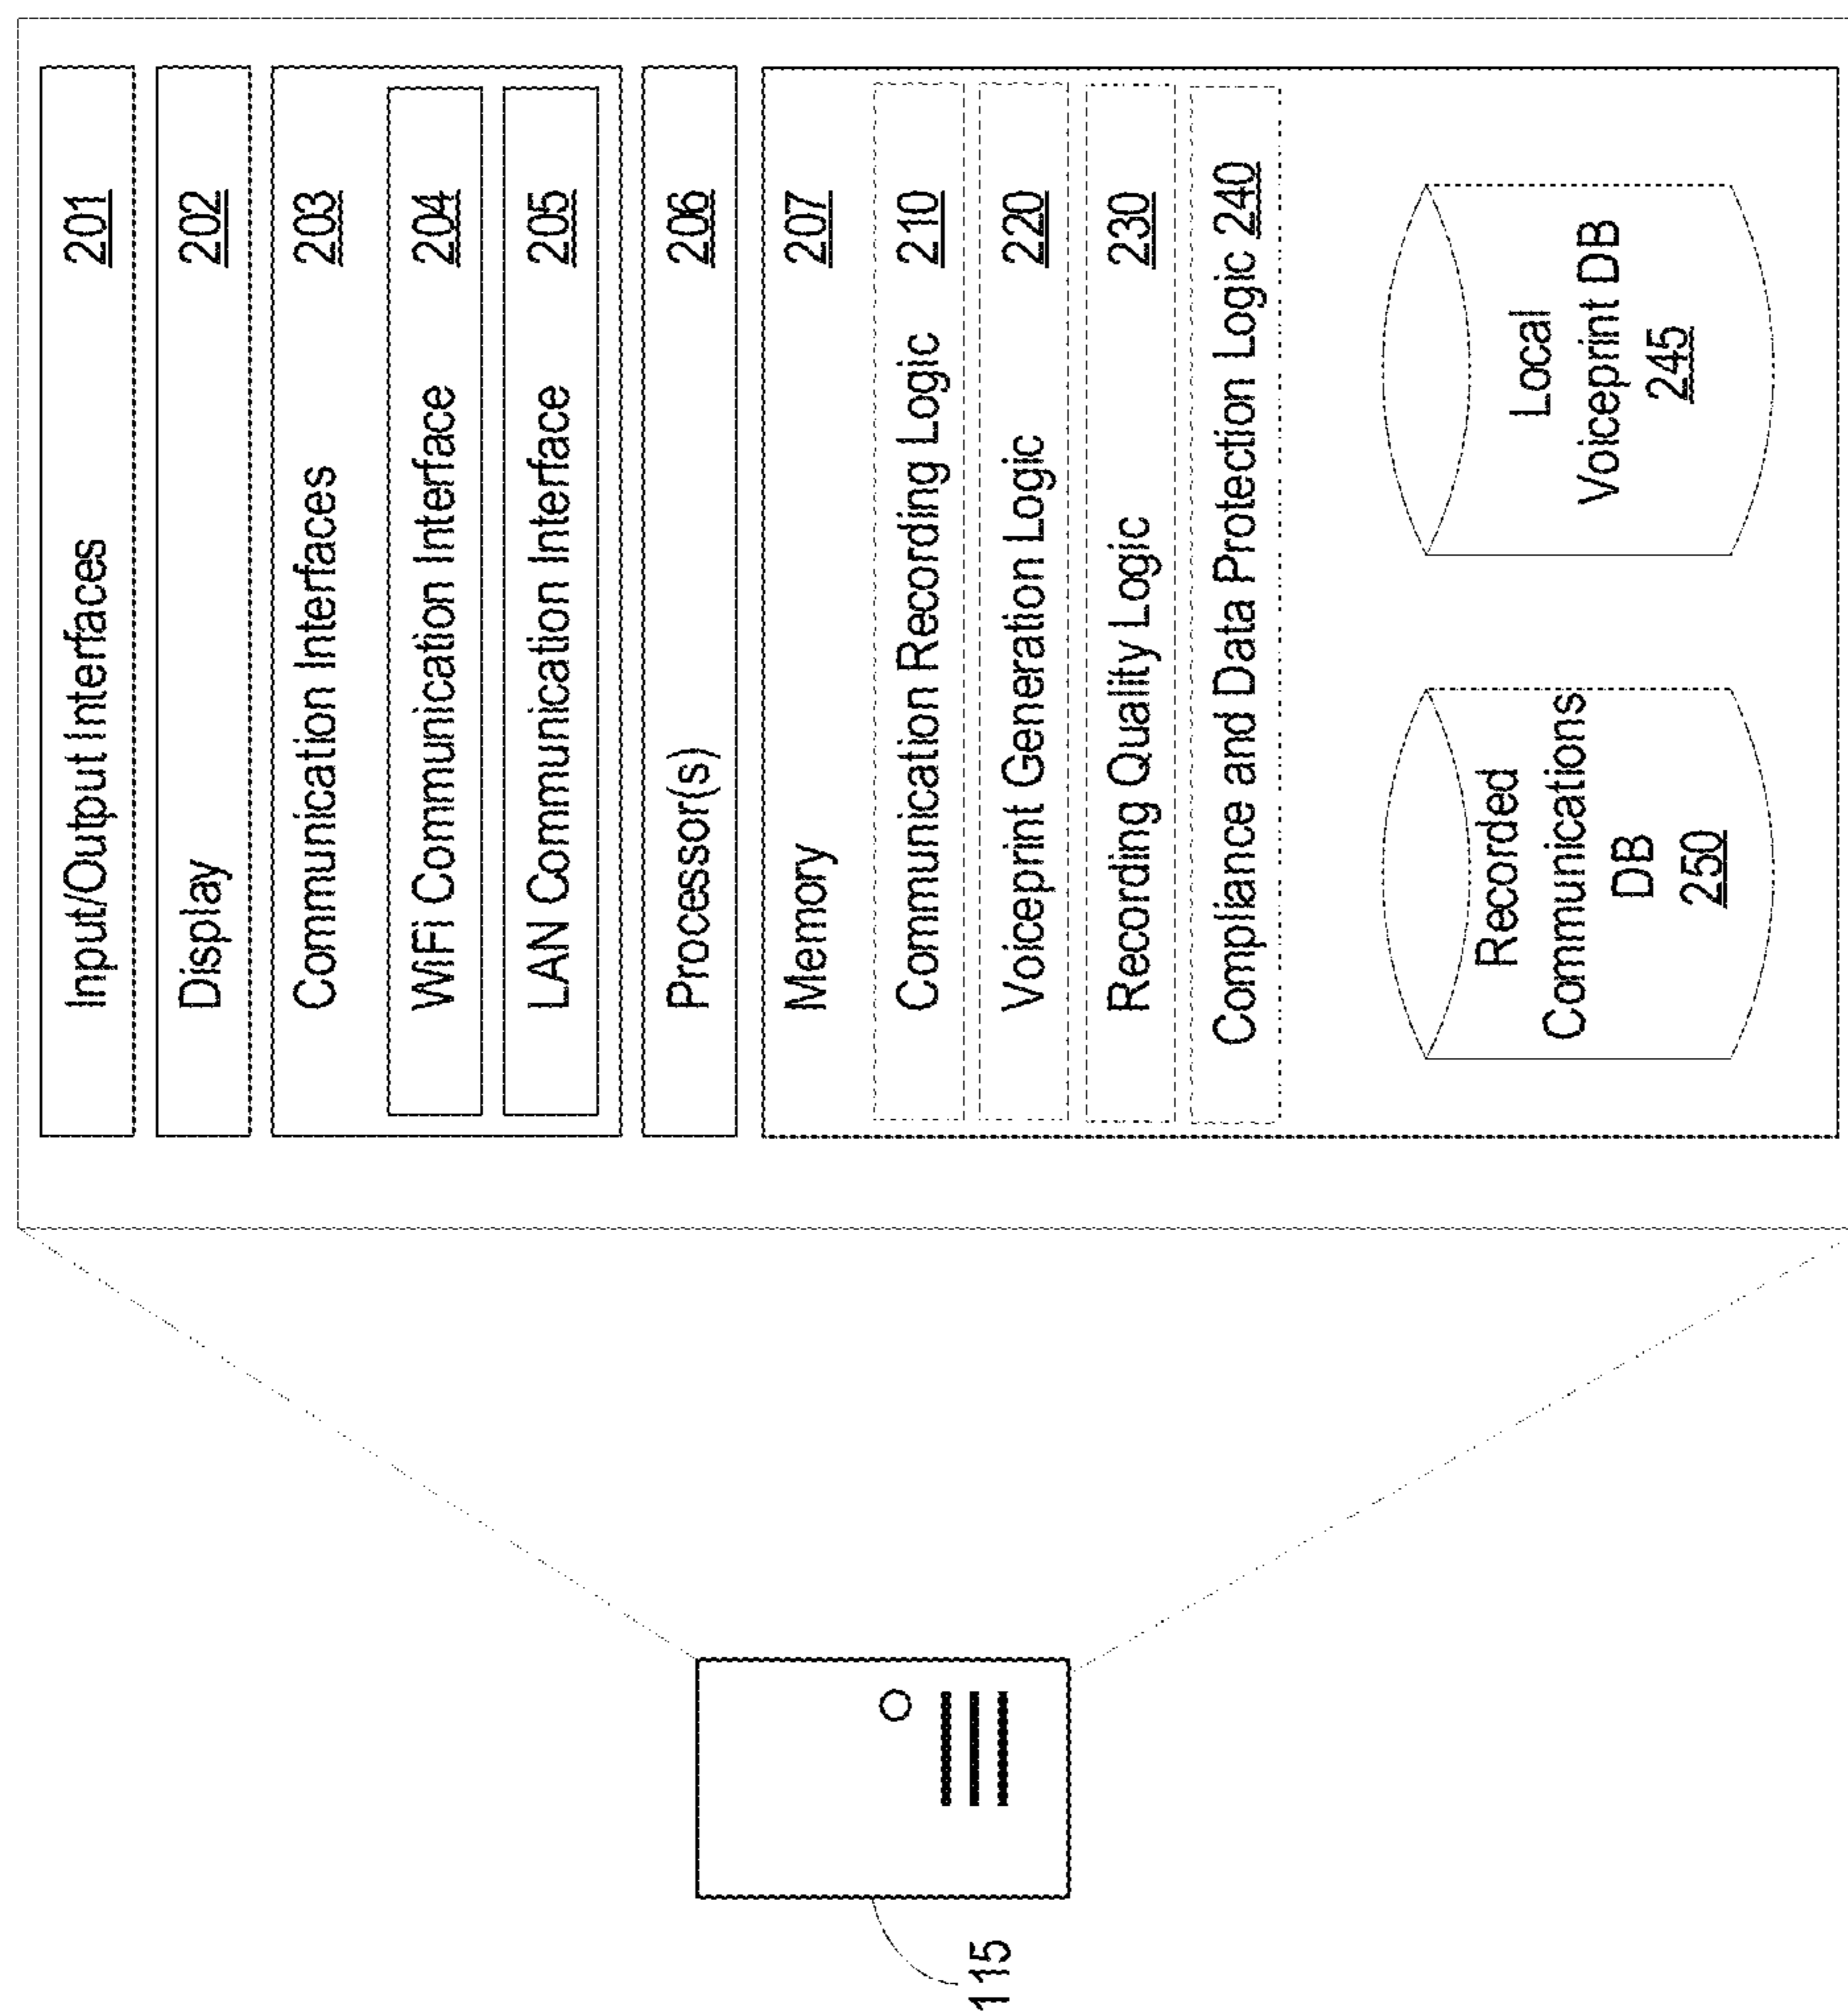 115
Input/Output Interfaces 201
Display 202
Communication Interfaces 203
WiFi Communication Interface 204
LAN Communication Interface 205
Processor(s) 206
Memory 207
Communication Recording Logic 210
Voiceprint Generation Logic 220
Recording Quality Logic 230
Compliance and Data Protection Logic 240
Recorded
Communications
DB
250
Local
Voiceprint DB
245